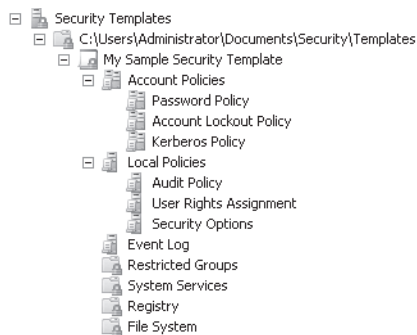 Security Templates
C:\Users\Administrator\Documents\Security\Templates
My Sample Security Template
Account Policies
Password Policy
Account Lockout Policy
Kerberos Policy
Local Policies
Audit Policy
User Rights Assignment
Security Options
Event Log
Restricted Groups
System Services
Registry
File System